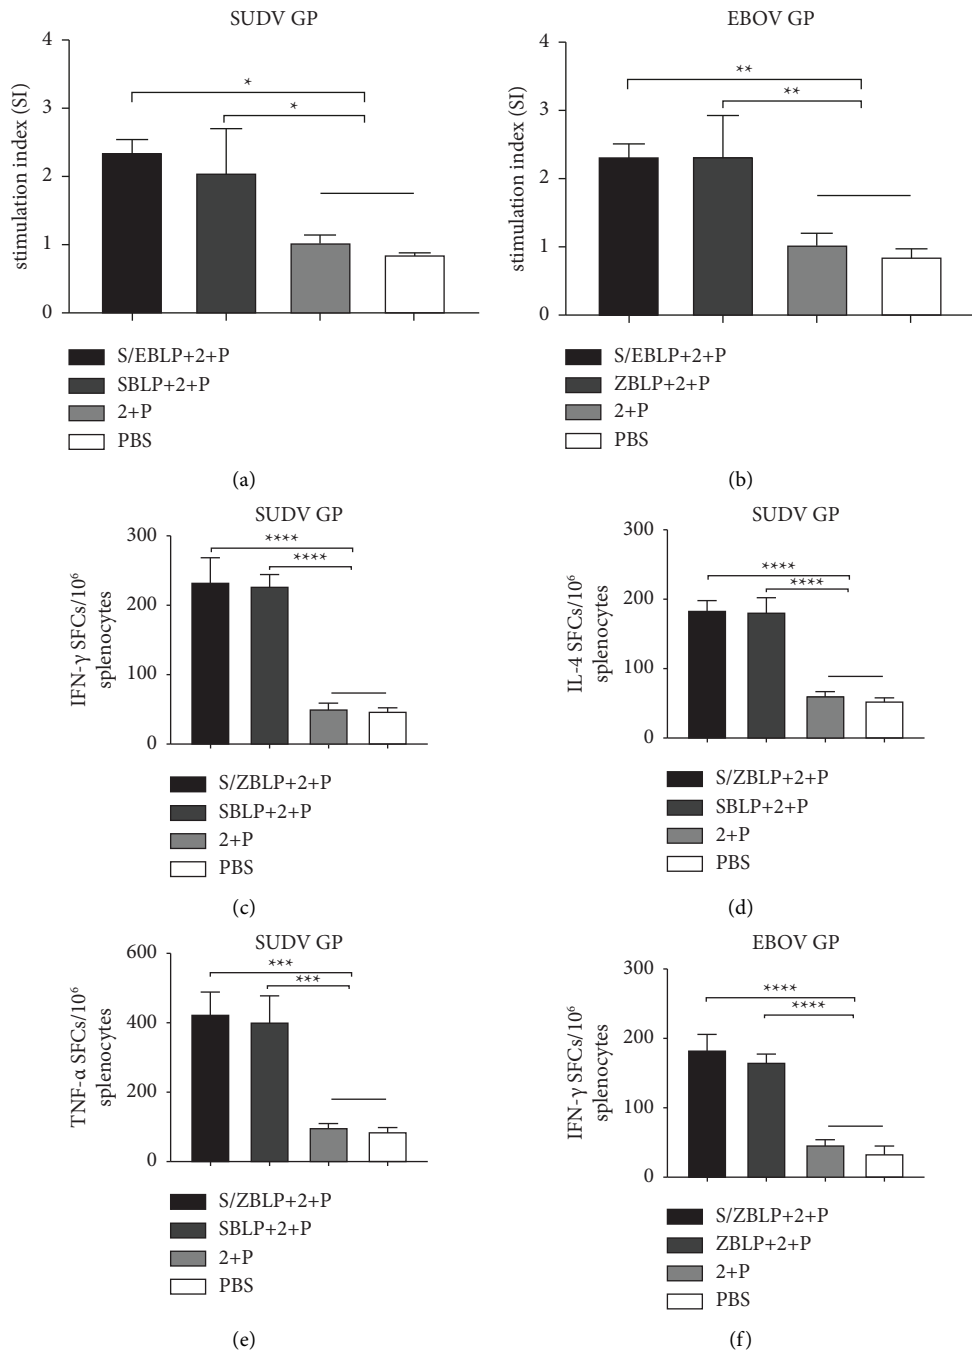 SUDV GP
stimulation index (SI)
4
3
2
1
0
*
*
S/EBLP+2+P
SBLP+2+P
2+P
PBS
(a)
EBOV GP
stimulation index (SI)
4
3
2
1
0
**
**
S/EBLP+2+P
ZBLP+2+P
2+P
PBS
(b)
SUDV GP
IFN-γ SFCs/10⁶
splenocytes
300
200
100
0
****
****
S/ZBLP+2+P
SBLP+2+P
2+P
PBS
(c)
SUDV GP
IL-4 SFCs/10⁶
splenocytes
300
200
100
0
****
****
S/ZBLP+2+P
SBLP+2+P
2+P
PBS
(d)
SUDV GP
TNF-α SFCs/10⁶
splenocytes
600
400
200
0
***
***
S/ZBLP+2+P
SBLP+2+P
2+P
PBS
(e)
EBOV GP
IFN-γ SFCs/10⁶
splenocytes
300
200
100
0
****
****
S/ZBLP+2+P
ZBLP+2+P
2+P
PBS
(f)